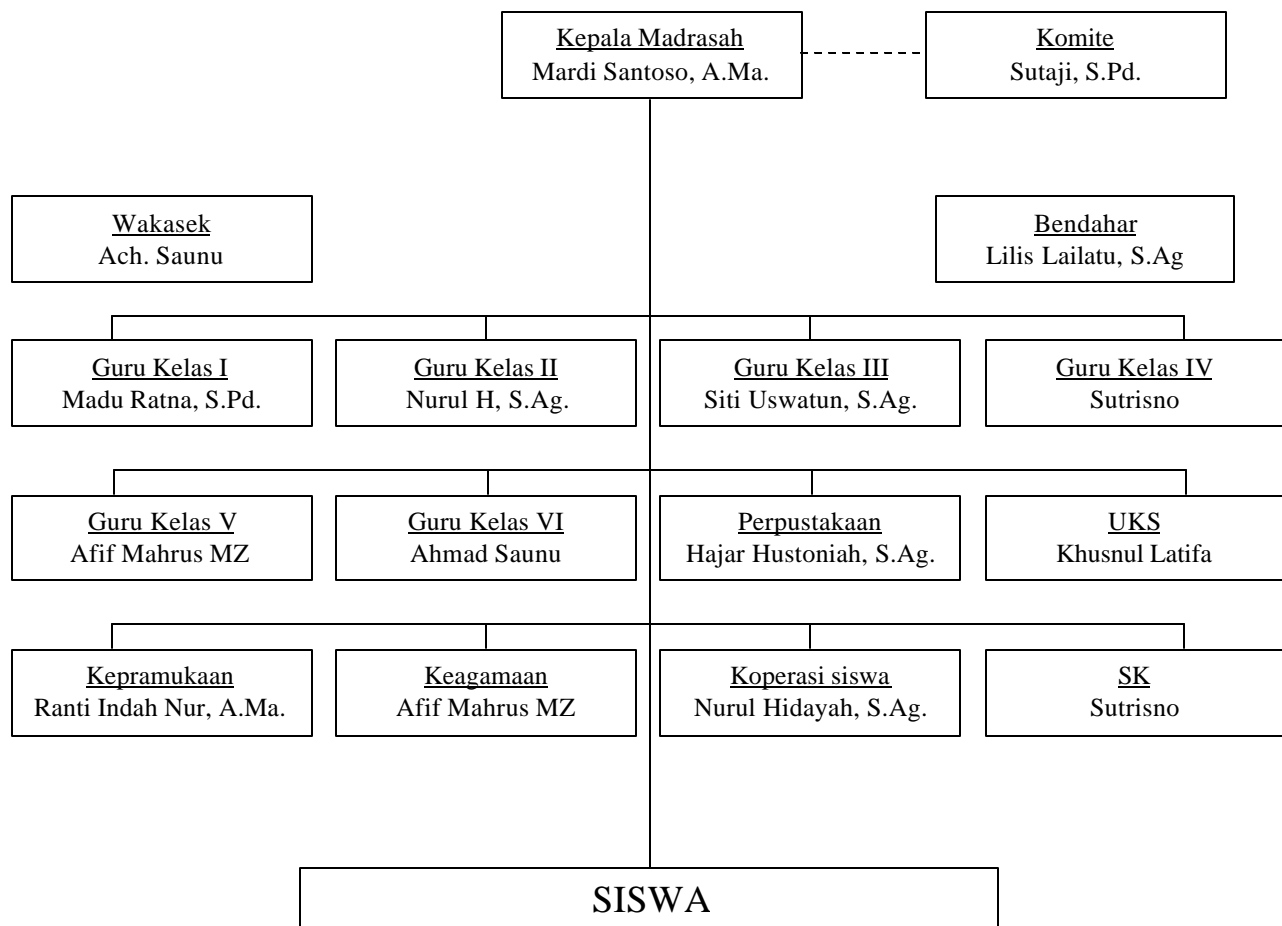 Kepala Madrasah
Mardi Santoso, A.Ma.
Komite
Sutaji, S.Pd.
Wakasek
Ach. Saunu
Bendahar
Lilis Lailatu, S.Ag
Guru Kelas I
Madu Ratna, S.Pd.
Guru Kelas II
Nurul H, S.Ag.
Guru Kelas III
Siti Uswatun, S.Ag.
Guru Kelas IV
Sutrisno
Guru Kelas V
Afif Mahrus MZ
Guru Kelas VI
Ahmad Saunu
Perpustakaan
Hajar Hustoniah, S.Ag.
UKS
Khusnul Latifa
Kepramukaan
Ranti Indah Nur, A.Ma.
Keagamaan
Afif Mahrus MZ
Koperasi siswa
Nurul Hidayah, S.Ag.
SK
Sutrisno
SISWA